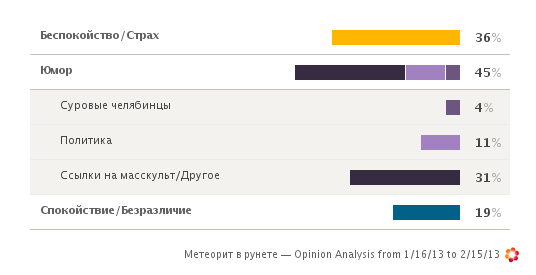 Беспокойство/Страх 36%
Юмор 45%
Суровые челябинцы 4%
Политика 11%
Ссылки на масскульт/Другое 31%
Спокойствие/Безразличие 19%
Метеорит в рунете — Opinion Analysis from 1/16/13 to 2/15/13